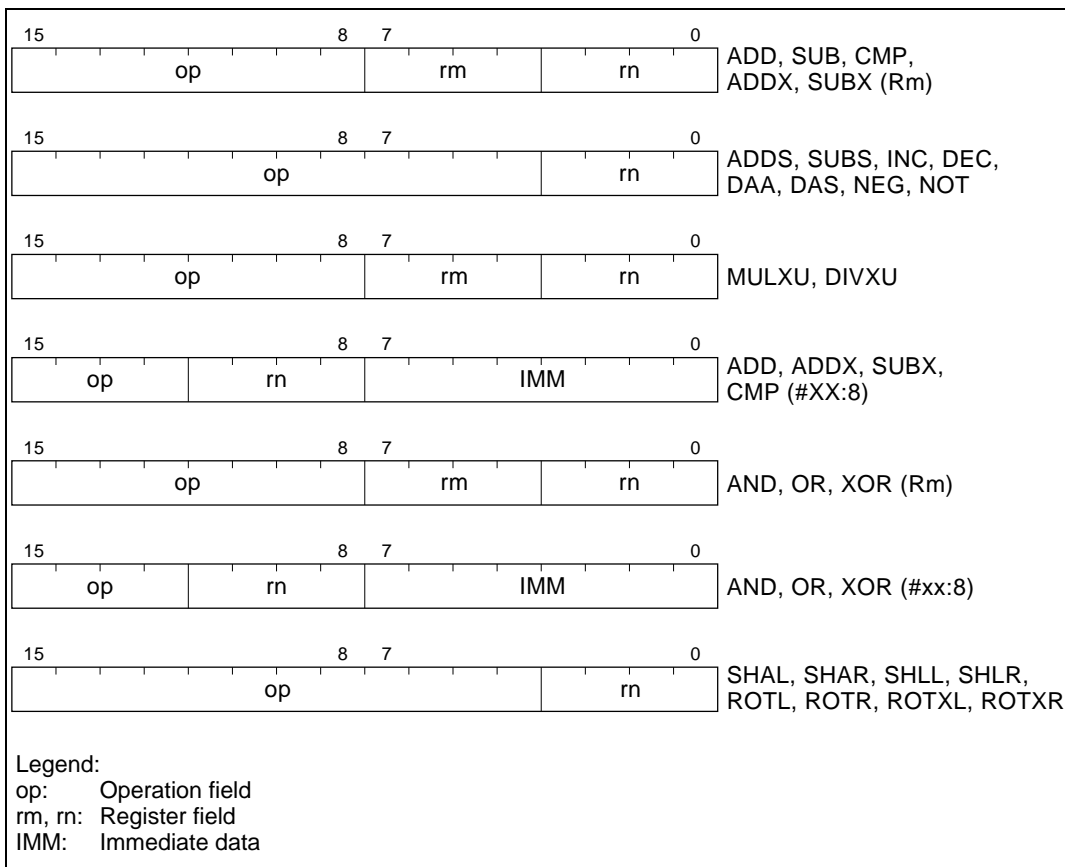 15 8 7 0
op rm rn
ADD, SUB, CMP,
ADDX, SUBX (Rm)
15 8 7 0
op rn
ADDS, SUBS, INC, DEC,
DAA, DAS, NEG, NOT
15 8 7 0
op rm rn
MULXU, DIVXU
15 8 7 0
op rn IMM
ADD, ADDX, SUBX,
CMP (#XX:8)
15 8 7 0
op rm rn
AND, OR, XOR (Rm)
15 8 7 0
op rn IMM
AND, OR, XOR (#xx:8)
15 8 7 0
op rn
SHAL, SHAR, SHLL, SHLR,
ROTL, ROTR, ROTXL, ROTXR
Legend:
op: Operation field
rm, rn: Register field
IMM: Immediate data